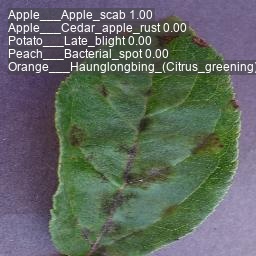 Apple___Apple_scab 1.00
Apple___Cedar_apple_rust 0.00
Potato___Late_blight 0.00
Peach___Bacterial_spot 0.00
Orange___Haunglongbing_(Citrus_greening)